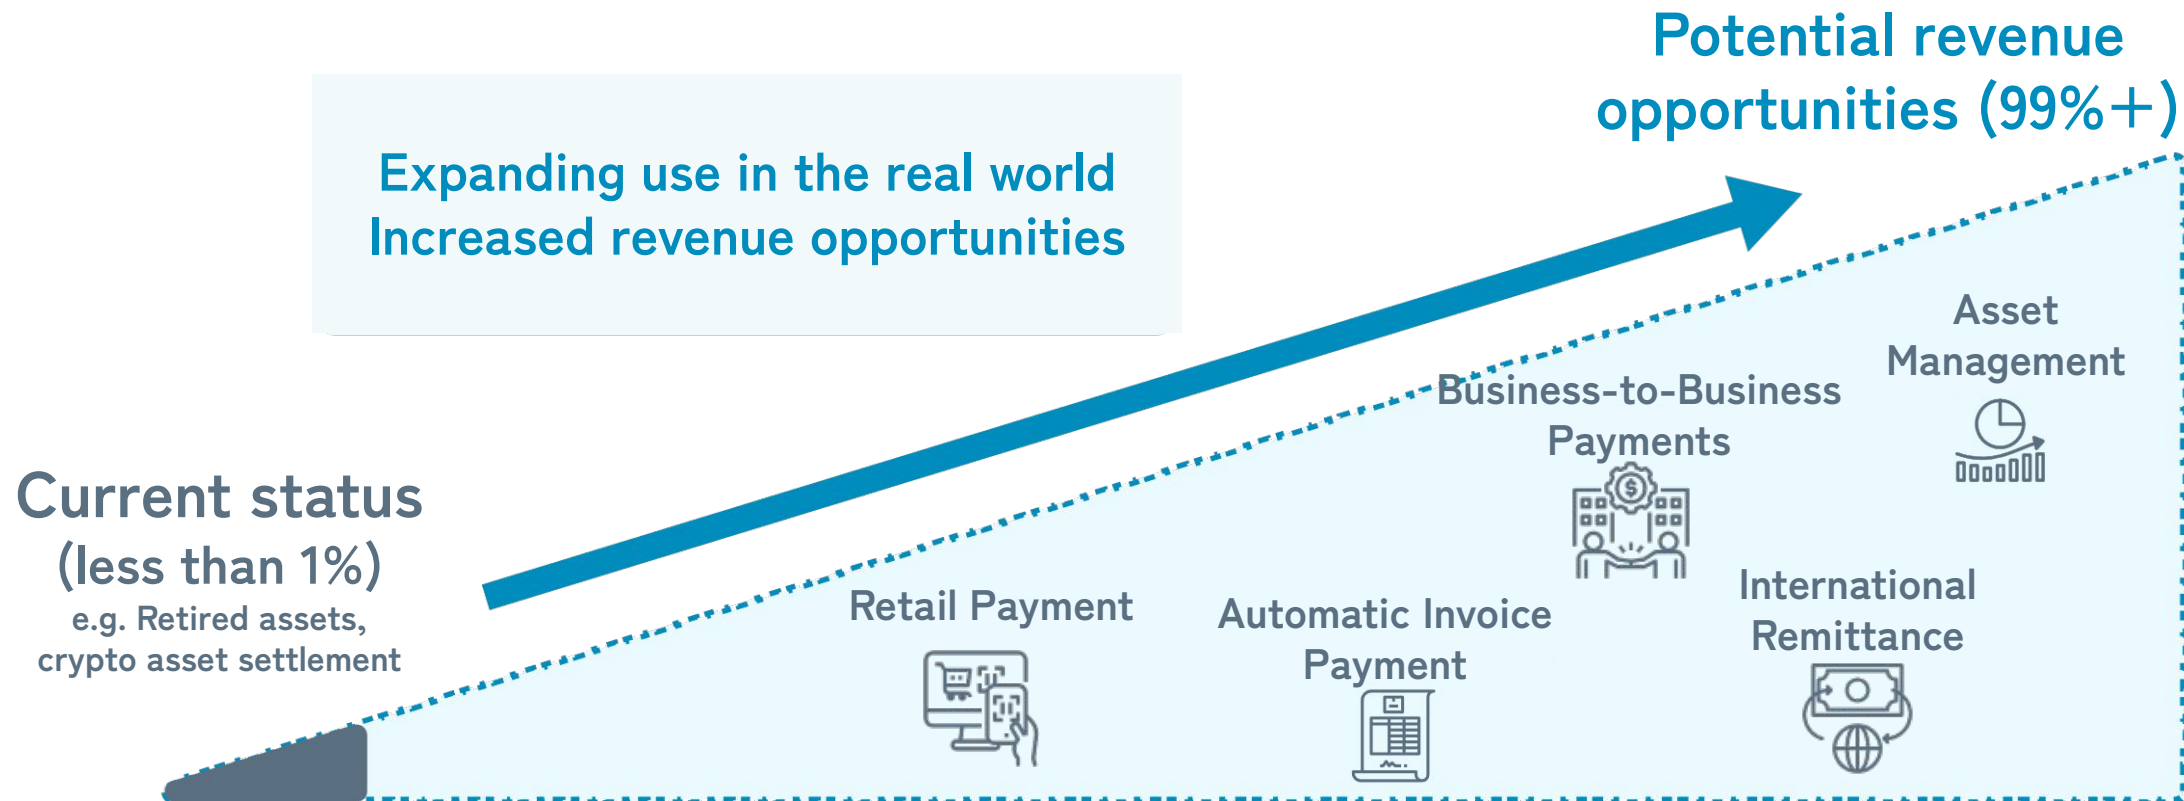 Potential revenue
opportunities (99%+)
Expanding use in the real world
Increased revenue opportunities
Current status
(less than 1%)
e.g. Retired assets,
crypto asset settlement
Retail Payment
Automatic Invoice
Payment
Business-to-Business
Payments
International
Remittance
Asset
Management